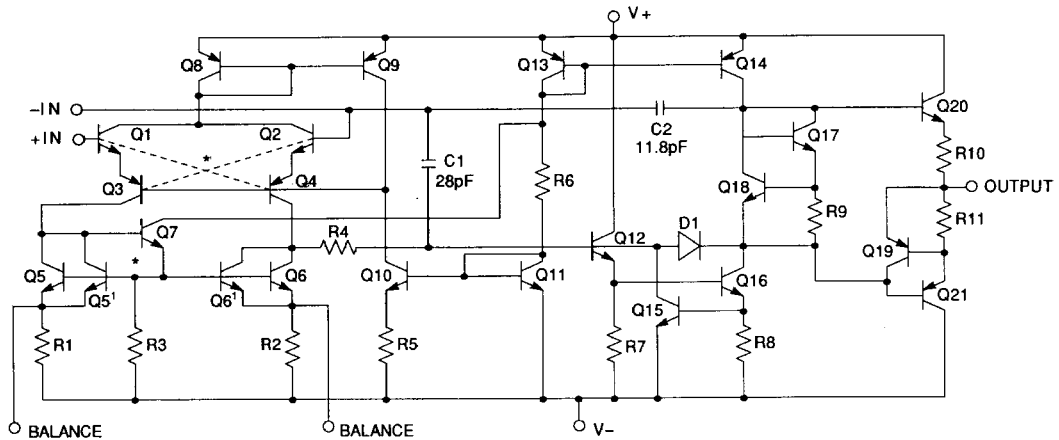 V+
Q8
Q9
Q13
Q14
-IN
Q20
+IN
Q1
Q2
C2
11.8pF
Q17
*
C1
28pF
R10
Q3
Q4
R6
Q18
OUTPUT
Q7
R4
Q12
D1
R9
R11
Q19
*
Q5
Q5¹
Q6¹
Q6
Q10
Q11
Q16
Q21
Q15
R1
R3
R2
R5
R7
R8
BALANCE
BALANCE
V-